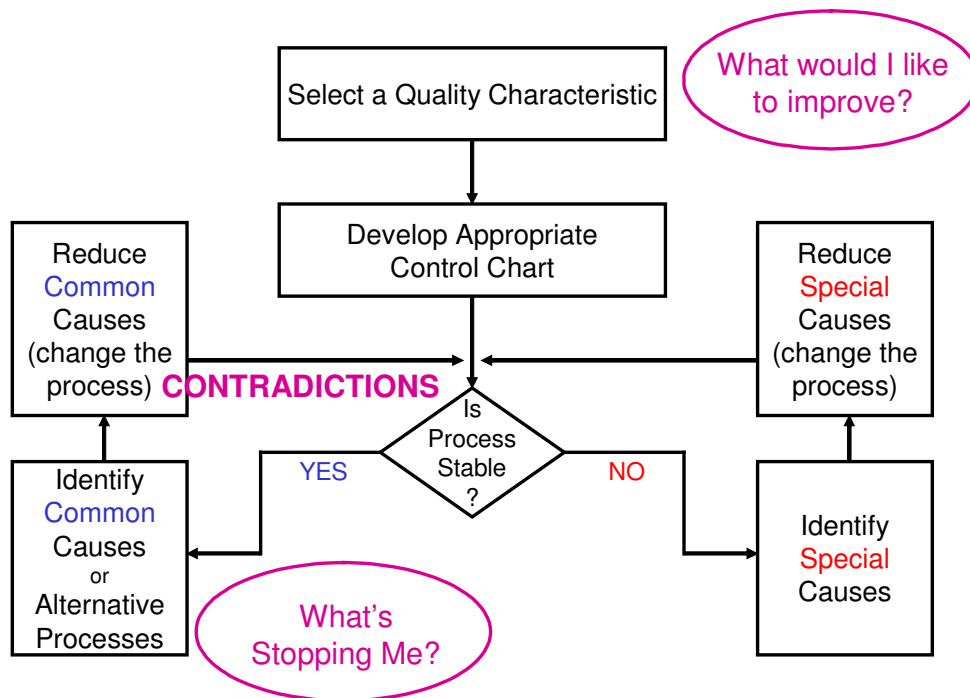 What would I like
to improve?
Select a Quality Characteristic
Develop Appropriate
Control Chart
Reduce
Common
Causes
(change the
process)
CONTRADICTIONS
Reduce
Special
Causes
(change the
process)
Is
Process
Stable
?
YES
NO
Identify
Common
Causes
or
Alternative
Processes
Identify
Special
Causes
What's
Stopping Me?